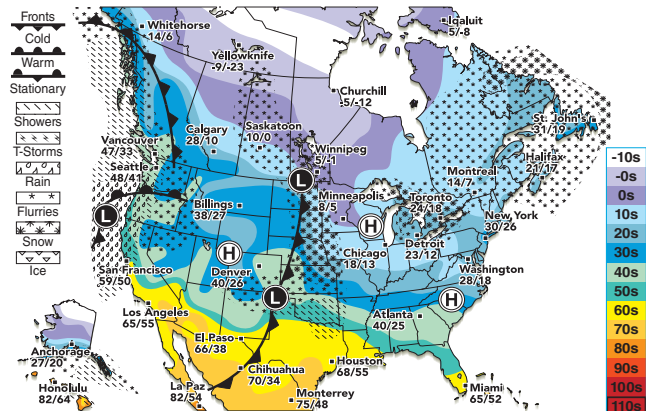 Fronts
Cold
Warm
Stationary
Showers
T-Storms
Rain
Flurries
Snow
Ice
Whitehorse
14/6
Yellowknife
-9/-23
Iqaluit
5/-8
Churchill
-5/-12
Vancouver
47/33
Calgary
28/10
Saskatoon
10/0
Winnipeg
5/-1
St. John's
31/19
Halifax
21/17
Seattle
48/41
Billings
38/27
Minneapolis
8/5
Montreal
14/7
Toronto
24/18
New York
30/26
Detroit
23/12
Chicago
18/13
Washington
28/18
San Francisco
59/50
Denver
40/26
Los Angeles
65/55
El Paso
66/38
Atlanta
40/25
Chihuahua
70/34
Houston
68/55
Miami
65/52
La Paz
82/54
Monterrey
75/48
Anchorage
27/20
Honolulu
82/64
L
L
L
H
H
H
-10s
-0s
0s
10s
20s
30s
40s
50s
60s
70s
80s
90s
100s
110s